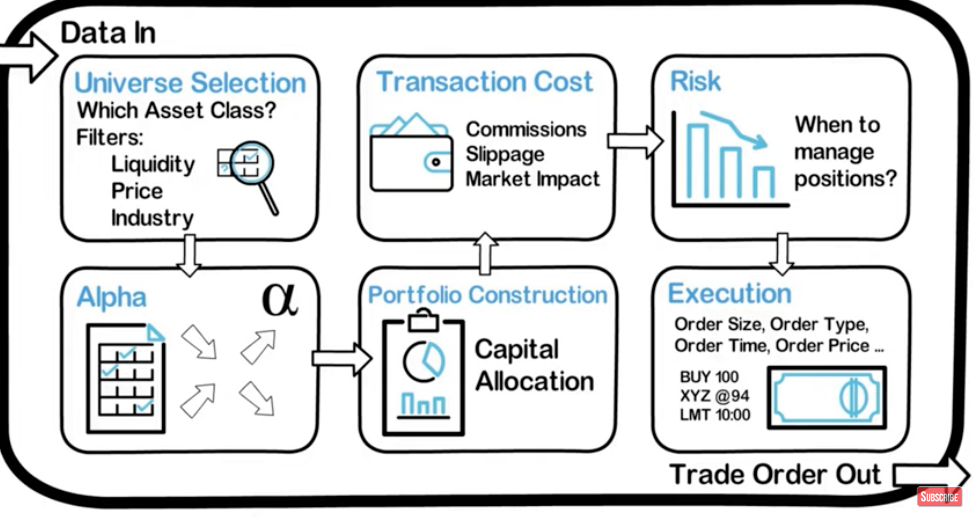 Data In
Universe Selection
Which Asset Class?
Filters:
Liquidity
Price
Industry
Alpha
α
Portfolio Construction
Capital
Allocation
Transaction Cost
Commissions
Slippage
Market Impact
Risk
When to
manage
positions?
Execution
Order Size, Order Type,
Order Time, Order Price ...
BUY 100
XYZ @94
LMT 10:00
Trade Order Out
SUBSCRIBE